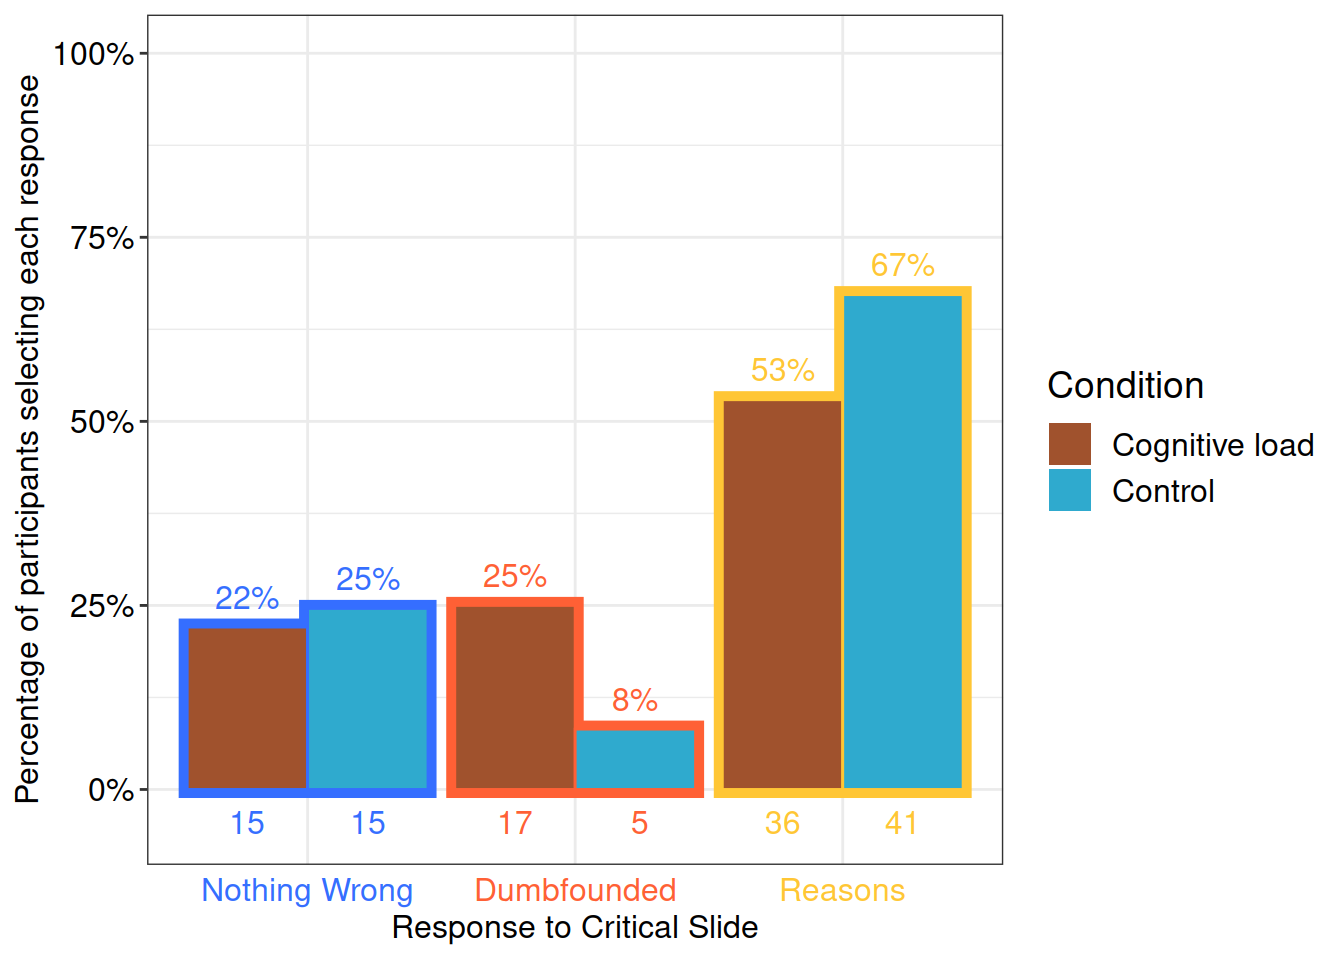 Percentage of participants selecting each response
100%
75%
50%
25%
0%
22%
25%
25%
8%
53%
67%
15
15
17
5
36
41
Nothing Wrong
Dumbfounded
Reasons
Response to Critical Slide
Condition
Cognitive load
Control